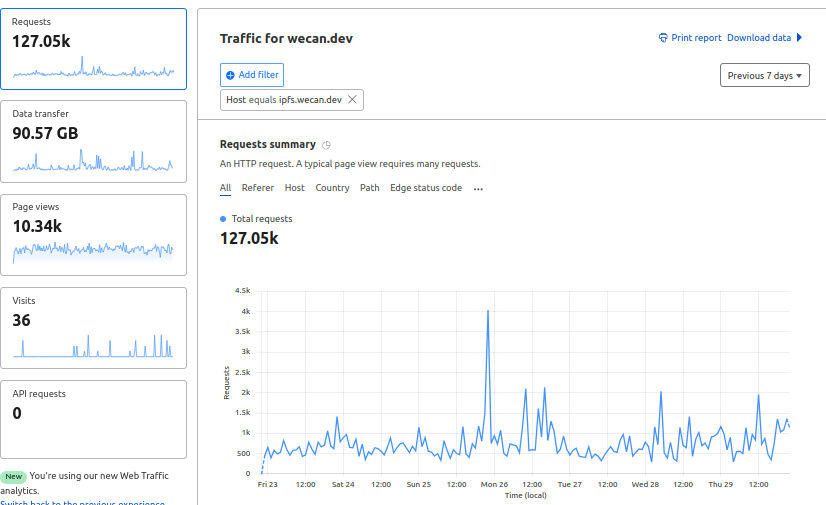 Requests
127.05k
Data transfer
90.57 GB
Page views
10.34k
Visits
36
API requests
0
New You're using our new Web Traffic
analytics.
Switch back to the previous experience
Traffic for wecan.dev
Print report Download data
Add filter
Previous 7 days
Host equals ipfs.wecan.dev
Requests summary
An HTTP request. A typical page view requires many requests.
All Referer Host Country Path Edge status code ...
Total requests
127.05k
4.5k
4k
3.5k
3k
2.5k
2k
1.5k
1k
500
0
Requests
Fri 23 12:00 Sat 24 12:00 Sun 25 12:00 Mon 26 12:00 Tue 27 12:00 Wed 28 12:00 Thu 29 12:00
Time (local)